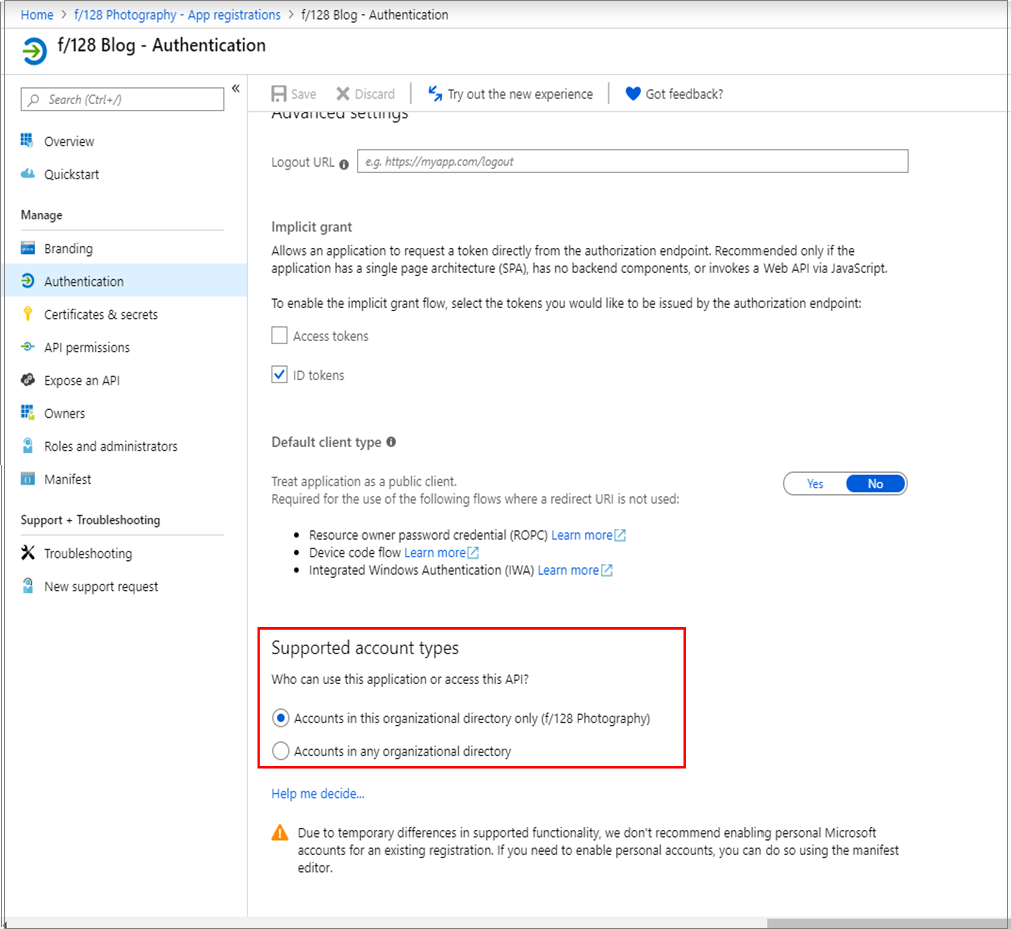 Home > f/128 Photography - App registrations > f/128 Blog - Authentication
f/128 Blog - Authentication
Search (Ctrl+/)
«
Overview
Quickstart
Manage
Branding
Authentication
Certificates & secrets
API permissions
Expose an API
Owners
Roles and administrators
Manifest
Support + Troubleshooting
Troubleshooting
New support request
Save Discard Try out the new experience Got feedback?
Advanced settings
Logout URL e.g. https://myapp.com/logout
Implicit grant
Allows an application to request a token directly from the authorization endpoint. Recommended only if the
application has a single page architecture (SPA), has no backend components, or invokes a Web API via JavaScript.
To enable the implicit grant flow, select the tokens you would like to be issued by the authorization endpoint:
Access tokens
ID tokens
Default client type
Treat application as a public client.
Required for the use of the following flows where a redirect URI is not used:
Yes No
• Resource owner password credential (ROPC) Learn more
• Device code flow Learn more
• Integrated Windows Authentication (IWA) Learn more
Supported account types
Who can use this application or access this API?
Accounts in this organizational directory only (f/128 Photography)
Accounts in any organizational directory
Help me decide...
Due to temporary differences in supported functionality, we don't recommend enabling personal Microsoft
accounts for an existing registration. If you need to enable personal accounts, you can do so using the manifest
editor.